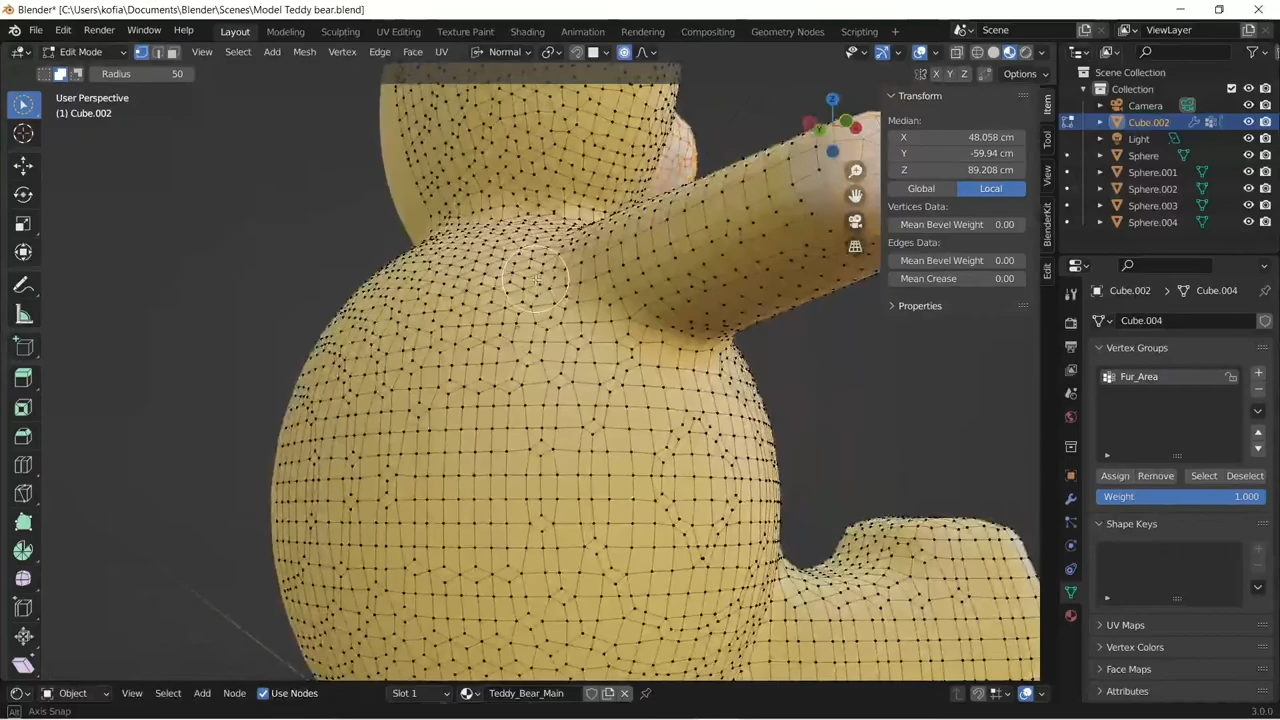 Blender* [C:\Users\kofia\Documents\Blender\Scenes\Model Teddy bear.blend]
File Edit Render Window Help Layout Modeling Sculpting UV Editing Texture Paint Shading Animation Rendering Compositing Geometry Nodes Scripting + Scene ViewLayer
Edit Mode View Select Add Mesh Vertex Edge Face UV Normal
Radius 50 X Y Z Options
User Perspective
(1) Cube.002
Transform
Median:
X 48.058 cm
Y -59.94 cm
Z 89.208 cm
Global Local
Vertices Data:
Mean Bevel Weight 0.00
Edges Data:
Mean Bevel Weight 0.00
Mean Crease 0.00
Properties
Item
Tool
View
BlenderKit
Edit
Scene Collection
Collection
Camera
Cube.002
Light
Sphere
Sphere.001
Sphere.002
Sphere.003
Sphere.004
Cube.002 Cube.004
Cube.004
Vertex Groups
Fur_Area
Assign Remove Select Deselect
Weight 1.000
Shape Keys
UV Maps
Vertex Colors
Face Maps
Attributes
Object View Select Add Node Use Nodes Slot 1 Teddy_Bear_Main
Alt Axis Snap 3.0.0